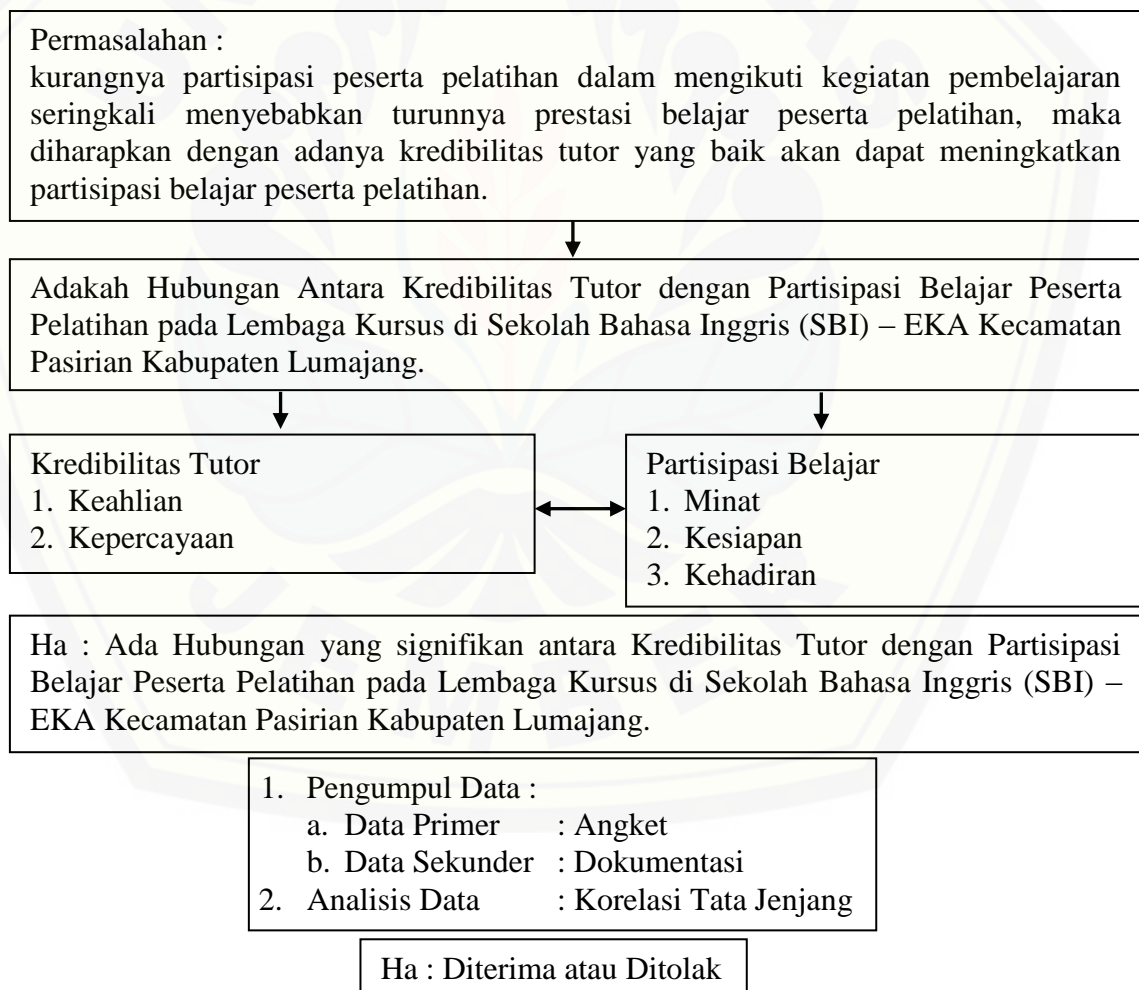 Permasalahan :
kurangnya partisipasi peserta pelatihan dalam mengikuti kegiatan pembelajaran
seringkali menyebabkan turunnya prestasi belajar peserta pelatihan, maka
diharapkan dengan adanya kredibilitas tutor yang baik akan dapat meningkatkan
partisipasi belajar peserta pelatihan.
Adakah Hubungan Antara Kredibilitas Tutor dengan Partisipasi Belajar Peserta
Pelatihan pada Lembaga Kursus di Sekolah Bahasa Inggris (SBI) – EKA Kecamatan
Pasirian Kabupaten Lumajang.
Kredibilitas Tutor
1. Keahlian
2. Kepercayaan
Partisipasi Belajar
1. Minat
2. Kesiapan
3. Kehadiran
Ha : Ada Hubungan yang signifikan antara Kredibilitas Tutor dengan Partisipasi
Belajar Peserta Pelatihan pada Lembaga Kursus di Sekolah Bahasa Inggris (SBI) –
EKA Kecamatan Pasirian Kabupaten Lumajang.
1. Pengumpul Data :
a. Data Primer : Angket
b. Data Sekunder : Dokumentasi
2. Analisis Data : Korelasi Tata Jenjang
Ha : Diterima atau Ditolak
JEMBER